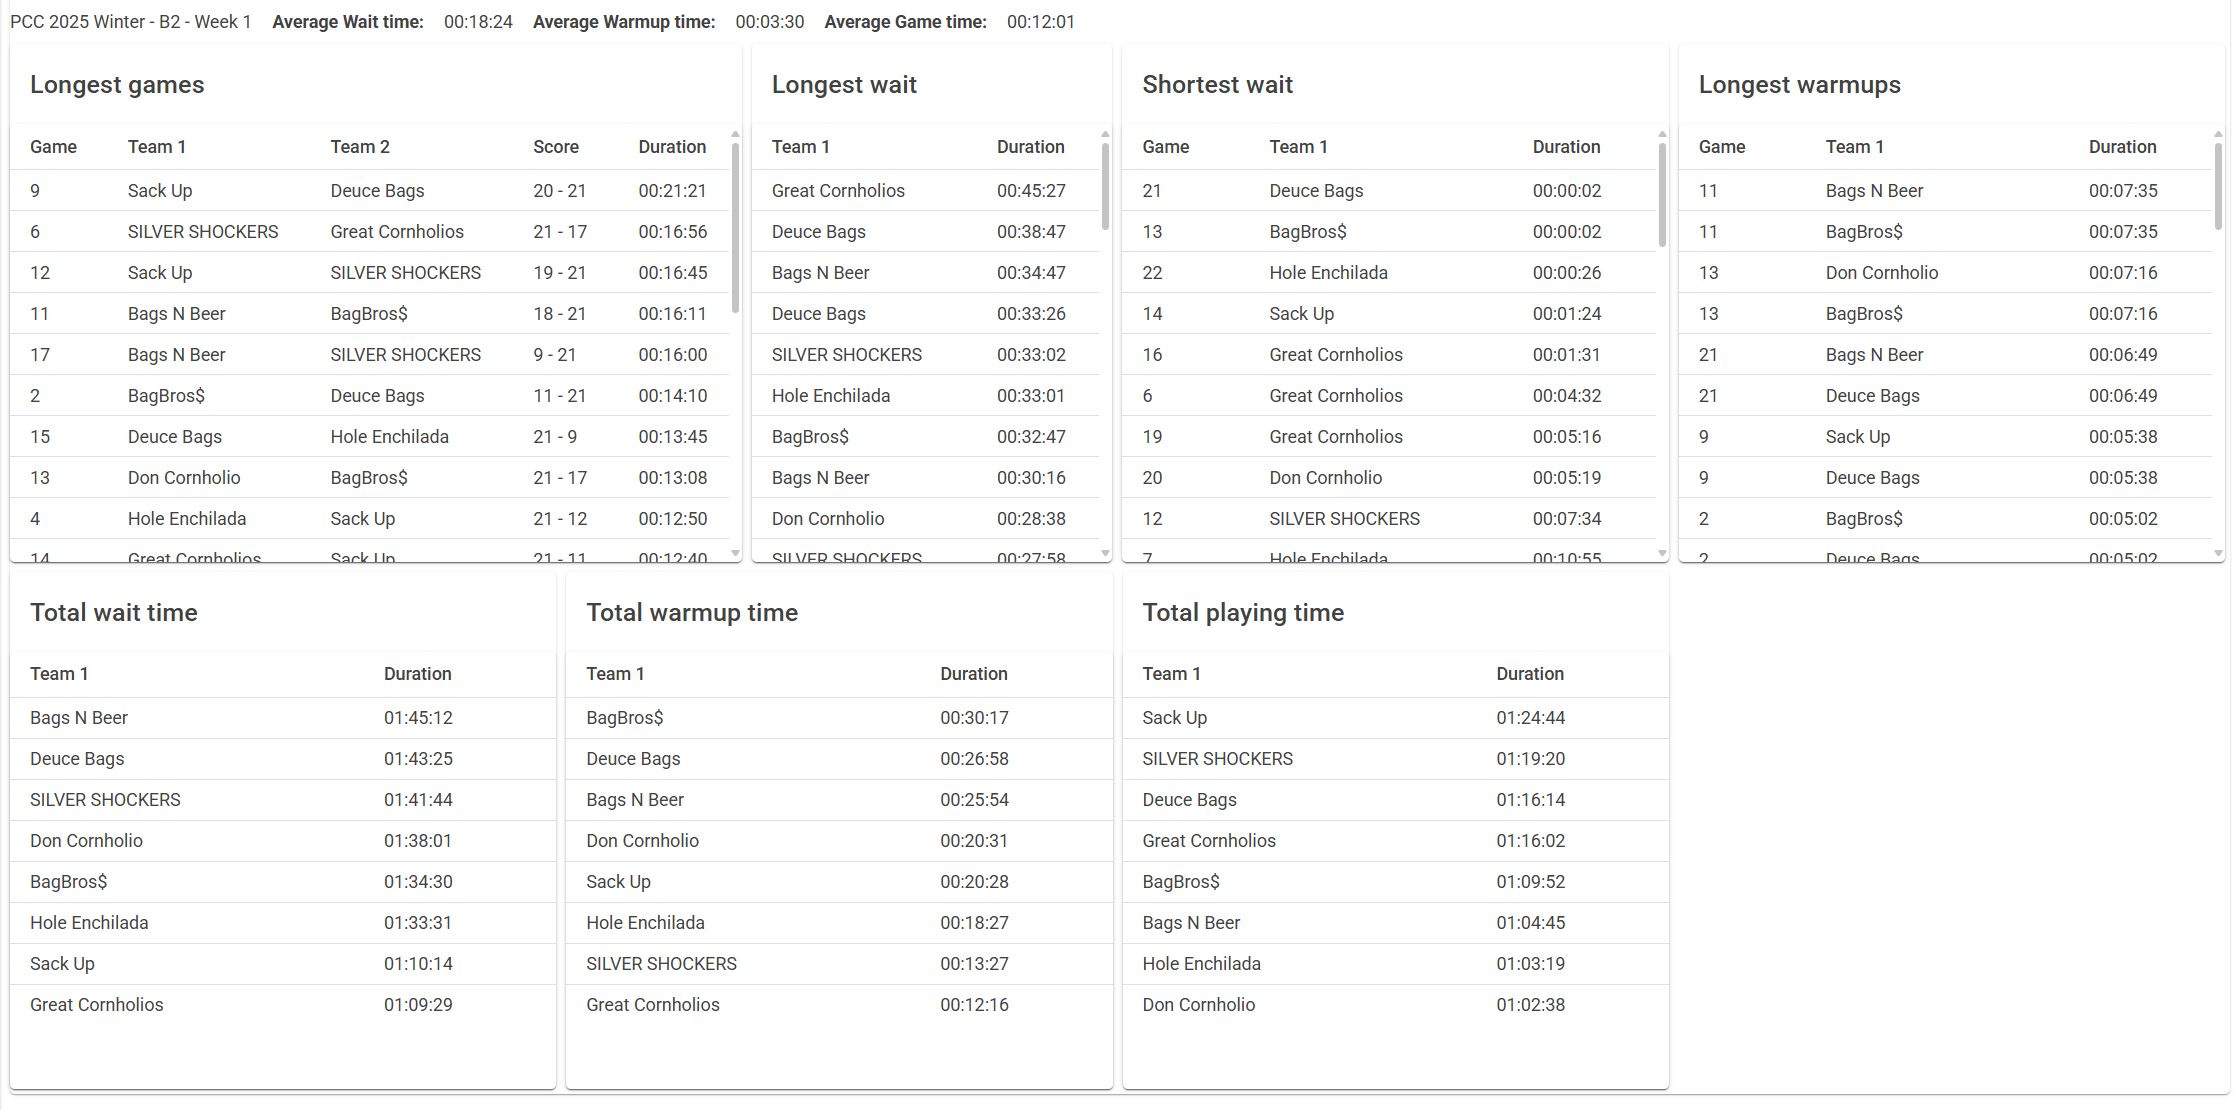 PCC 2025 Winter - B2 - Week 1 Average Wait time: 00:18:24 Average Warmup time: 00:03:30 Average Game time: 00:12:01
Longest games
Game Team 1 Team 2 Score Duration
9 Sack Up Deuce Bags 20 - 21 00:21:21
6 SILVER SHOCKERS Great Cornholios 21 - 17 00:16:56
12 Sack Up SILVER SHOCKERS 19 - 21 00:16:45
11 Bags N Beer BagBros$ 18 - 21 00:16:11
17 Bags N Beer SILVER SHOCKERS 9 - 21 00:16:00
2 BagBros$ Deuce Bags 11 - 21 00:14:10
15 Deuce Bags Hole Enchilada 21 - 9 00:13:45
13 Don Cornholio BagBros$ 21 - 17 00:13:08
4 Hole Enchilada Sack Up 21 - 12 00:12:50
14 Great Cornholios Sack Up 21 - 11 00:12:40
Longest wait
Team 1 Duration
Great Cornholios 00:45:27
Deuce Bags 00:38:47
Bags N Beer 00:34:47
Deuce Bags 00:33:26
SILVER SHOCKERS 00:33:02
Hole Enchilada 00:33:01
BagBros$ 00:32:47
Bags N Beer 00:30:16
Don Cornholio 00:28:38
SILVER SHOCKERS 00:27:58
Shortest wait
Game Team 1 Duration
21 Deuce Bags 00:00:02
13 BagBros$ 00:00:02
22 Hole Enchilada 00:00:26
14 Sack Up 00:01:24
16 Great Cornholios 00:01:31
6 Great Cornholios 00:04:32
19 Great Cornholios 00:05:16
20 Don Cornholio 00:05:19
12 SILVER SHOCKERS 00:07:34
7 Hole Enchilada 00:10:55
Longest warmups
Game Team 1 Duration
11 Bags N Beer 00:07:35
11 BagBros$ 00:07:35
13 Don Cornholio 00:07:16
13 BagBros$ 00:07:16
21 Bags N Beer 00:06:49
21 Deuce Bags 00:06:49
9 Sack Up 00:05:38
9 Deuce Bags 00:05:38
2 BagBros$ 00:05:02
2 Deuce Bags 00:05:02
Total wait time
Team 1 Duration
Bags N Beer 01:45:12
Deuce Bags 01:43:25
SILVER SHOCKERS 01:41:44
Don Cornholio 01:38:01
BagBros$ 01:34:30
Hole Enchilada 01:33:31
Sack Up 01:10:14
Great Cornholios 01:09:29
Total warmup time
Team 1 Duration
BagBros$ 00:30:17
Deuce Bags 00:26:58
Bags N Beer 00:25:54
Don Cornholio 00:20:31
Sack Up 00:20:28
Hole Enchilada 00:18:27
SILVER SHOCKERS 00:13:27
Great Cornholios 00:12:16
Total playing time
Team 1 Duration
Sack Up 01:24:44
SILVER SHOCKERS 01:19:20
Deuce Bags 01:16:14
Great Cornholios 01:16:02
BagBros$ 01:09:52
Bags N Beer 01:04:45
Hole Enchilada 01:03:19
Don Cornholio 01:02:38